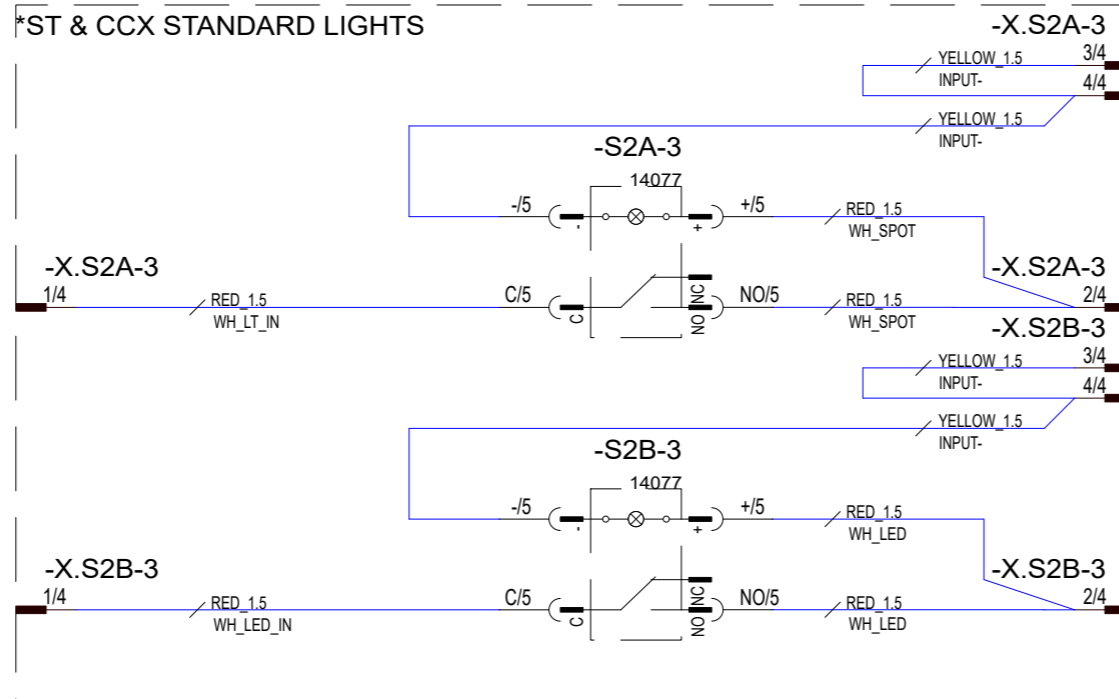 *ST & CCX STANDARD LIGHTS
-X.S2A-3
YELLOW_1.5
3/4
INPUT-
4/4
YELLOW_1.5
INPUT-
-S2A-3
14077
-/5
+/5
RED_1.5
WH_SPOT
-
+
-X.S2A-3
-X.S2A-3
1/4
RED_1.5
WH_LT_IN
C/5
C
NO
NC
NO/5
RED_1.5
WH_SPOT
2/4
-X.S2B-3
YELLOW_1.5
3/4
INPUT-
4/4
YELLOW_1.5
INPUT-
-S2B-3
14077
-/5
+/5
RED_1.5
WH_LED
-
+
-X.S2B-3
-X.S2B-3
1/4
RED_1.5
WH_LED_IN
C/5
C
NO
NC
NO/5
RED_1.5
WH_LED
2/4